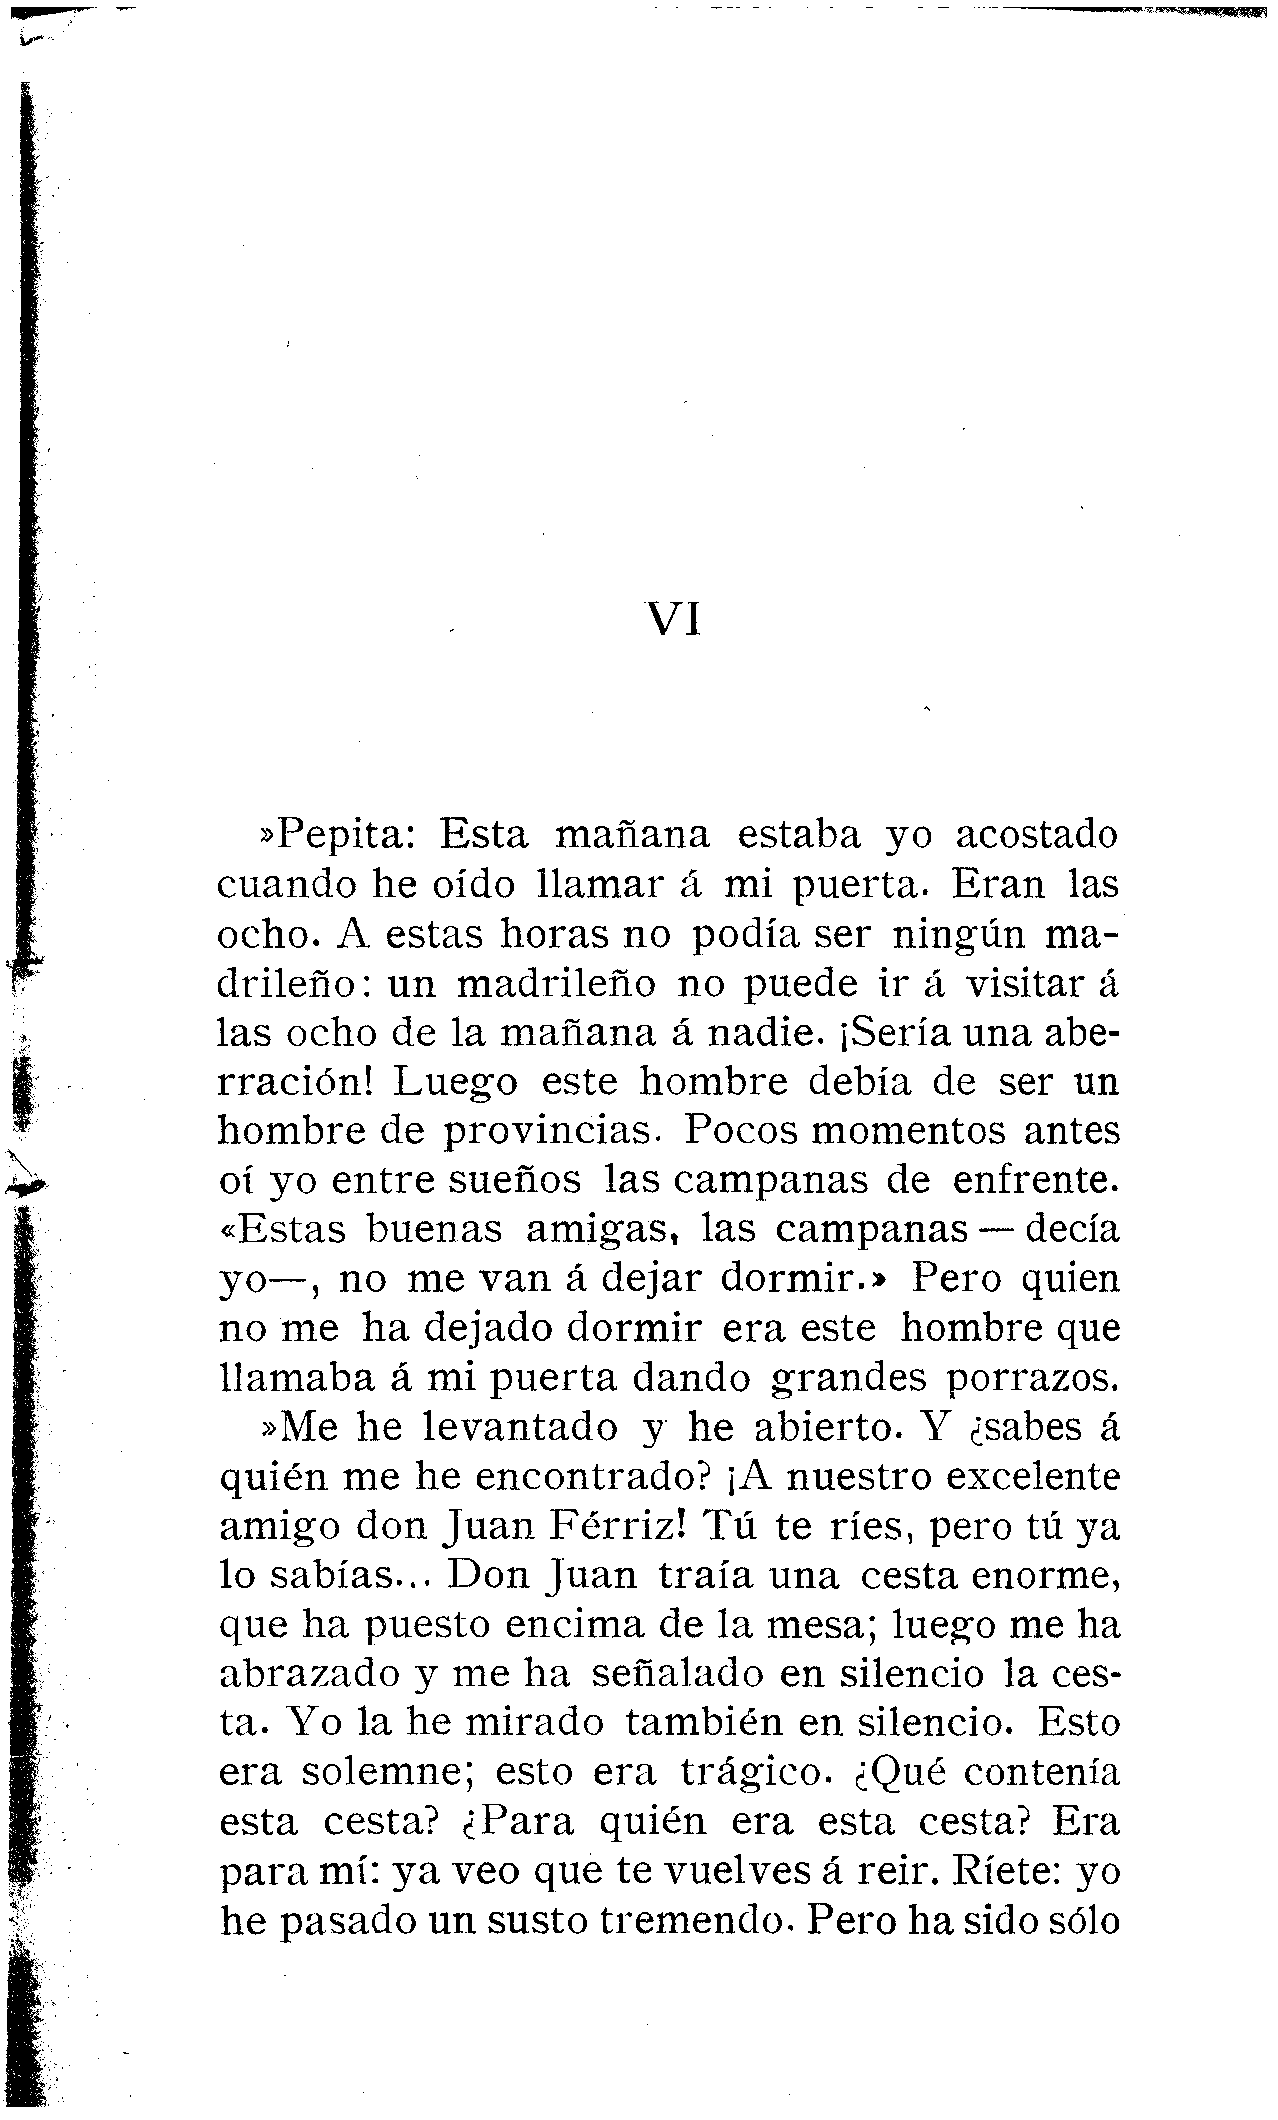 VI
»Pepita: Esta mañana estaba yo acostado
cuando he oído llamar á mi puerta. Eran las
ocho. A estas horas no podía ser ningún ma-
drileño: un madrileño no puede ir á visitar á
las ocho de la mañana á nadie. ¡Sería una abe-
rración! Luego este hombre debía de ser un
hombre de provincias. Pocos momentos antes
oí yo entre sueños las campanas de enfrente.
«Estas buenas amigas, las campanas — decía
yo—, no me van á dejar dormir.» Pero quien
no me ha dejado dormir era este hombre que
llamaba á mi puerta dando grandes porrazos.
»Me he levantado y he abierto. Y ¿sabes á
quién me he encontrado? ¡A nuestro excelente
amigo don Juan Férriz! Tú te ríes, pero tú ya
lo sabías... Don Juan traía una cesta enorme,
que ha puesto encima de la mesa; luego me ha
abrazado y me ha señalado en silencio la ces-
ta. Yo la he mirado también en silencio. Esto
era solemne; esto era trágico. ¿Qué contenía
esta cesta? ¿Para quién era esta cesta? Era
para mí: ya veo que te vuelves á reir. Ríete: yo
he pasado un susto tremendo. Pero ha sido sólo